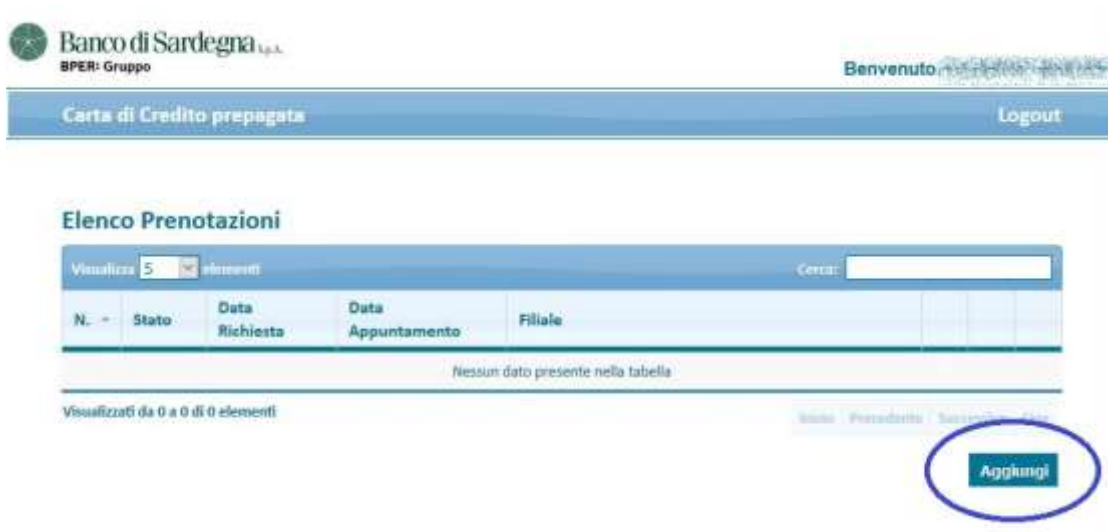 Banco di Sardegna S.p.A.
BPER: Gruppo
Benvenuto
Carta di Credito prepagata
Logout
Elenco Prenotazioni
Visualizza 5 elementi
Cerca:
N. Stato Data Richiesta Data Appuntamento Filiale
Nessun dato presente nella tabella
Visualizzati da 0 a 0 di 0 elementi
Inizio Precedente Successivo Fine
Aggiungi